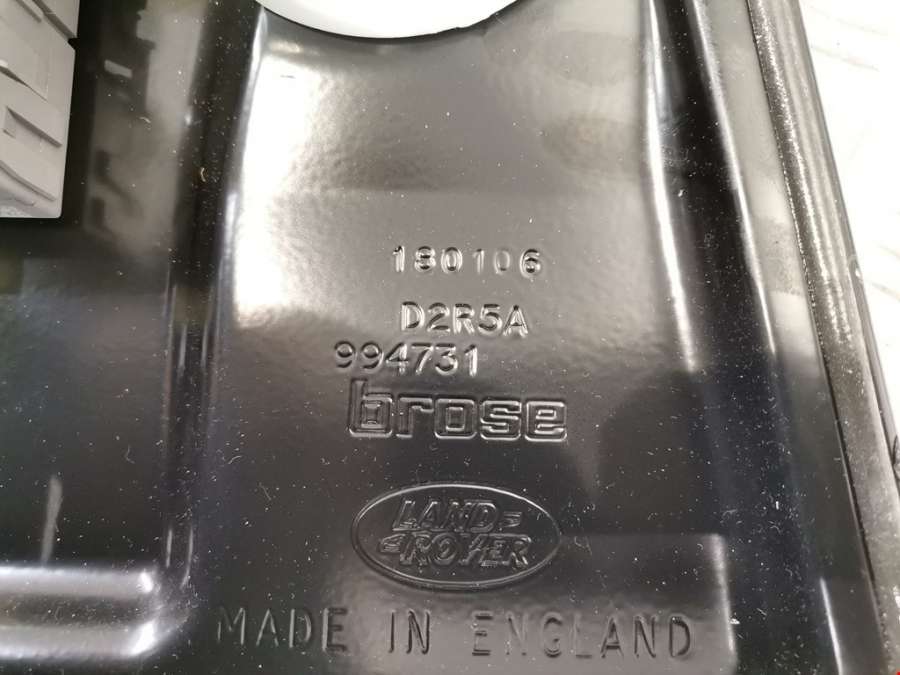 180106
D2R5A
994731
brose
LAND
ROVER
MADE IN ENGLAND